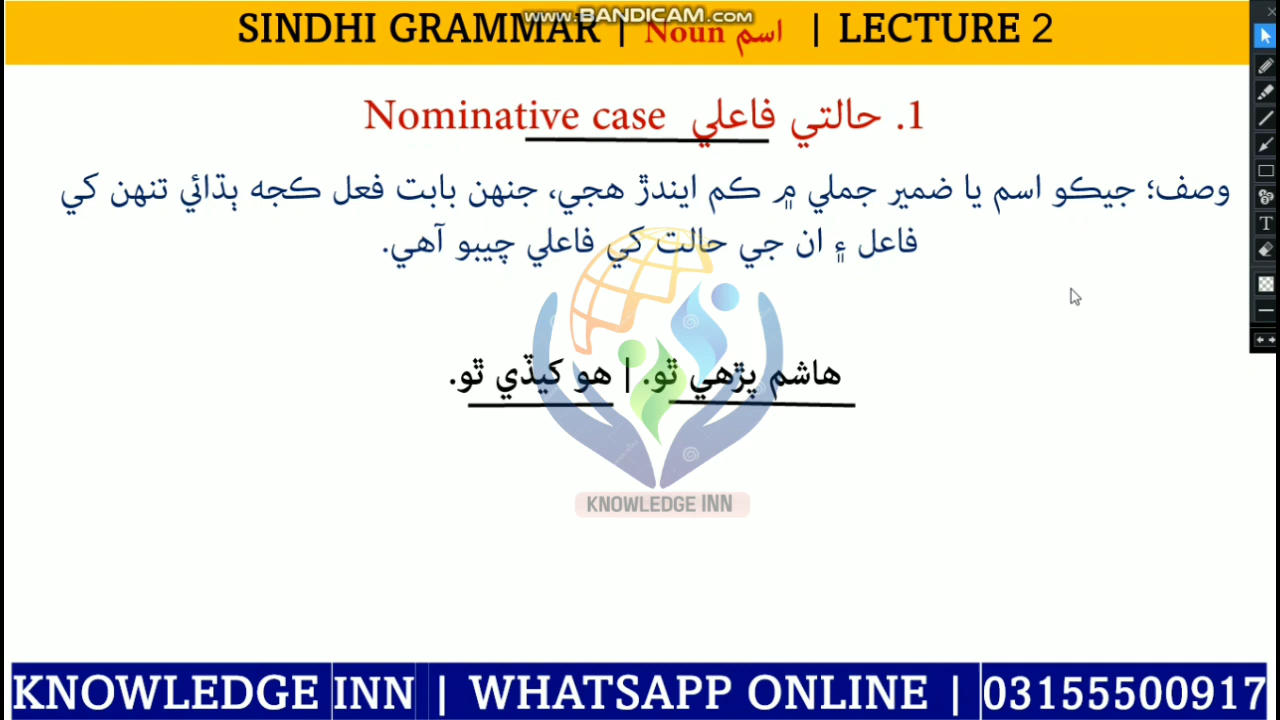 www.BANDICAM.com
SINDHI GRAMMAR | Noun اسم | LECTURE 2
1. حالتي فاعلي Nominative case
وصف؛ جيڪو اسم يا ضمير جملي ۾ ڪم ايندڙ هجي، جنهن بابت فعل ڪجهه ٻڌائي تنهن کي
فاعل ۽ ان جي حالت کي فاعلي چيبو آهي.
هاشم پڙهي ٿو. | هو کيڏي ٿو.
KNOWLEDGE INN
KNOWLEDGE INN | WHATSAPP ONLINE | 03155500917